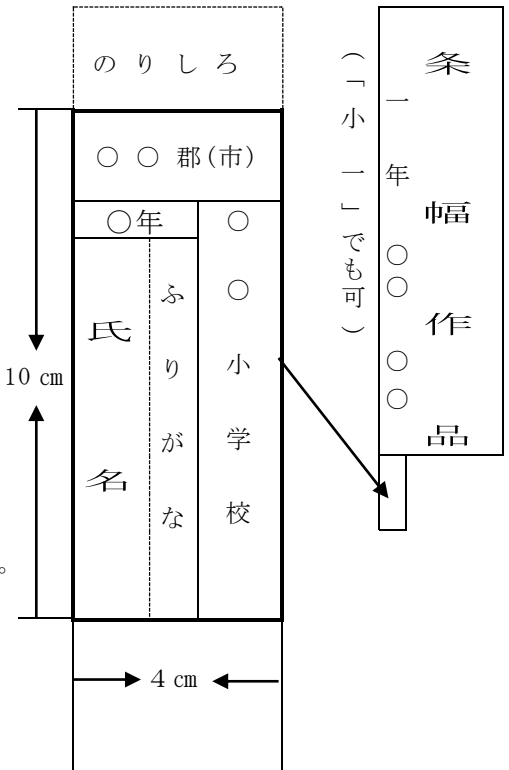 条幅作品
一年 ○○ ○○
(「小一」でも可)
のりしろ
○○郡(市)
○○小学校
○年
ふりがな
氏名
10 cm
4 cm
。